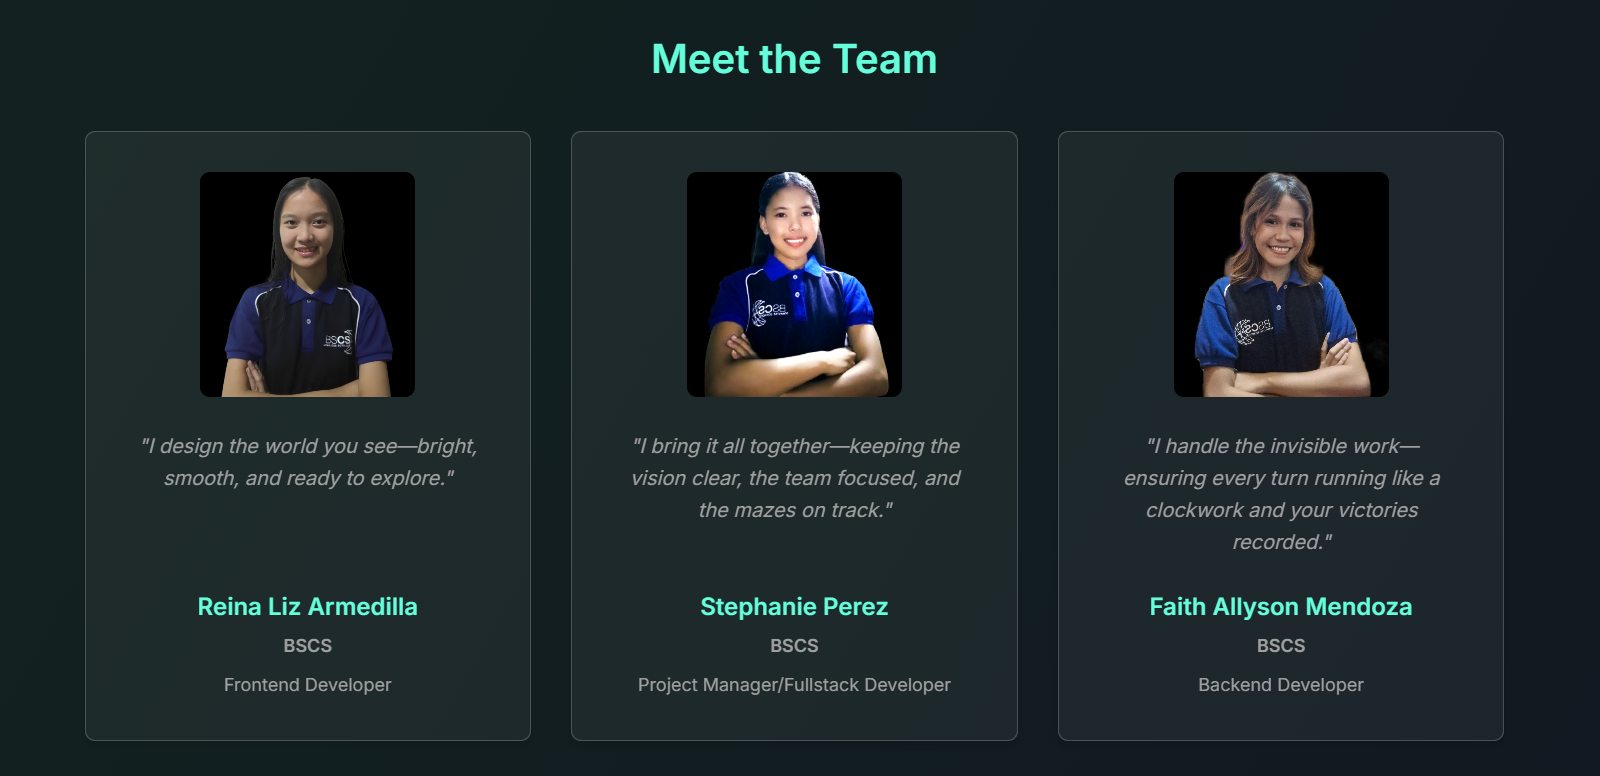 Meet the Team
BSCS
BSCS
BSCS
"I design the world you see—bright,
smooth, and ready to explore."
"I bring it all together—keeping the
vision clear, the team focused, and
the mazes on track."
"I handle the invisible work—
ensuring every turn running like a
clockwork and your victories
recorded."
Reina Liz Armedilla
BSCS
Frontend Developer
Stephanie Perez
BSCS
Project Manager/Fullstack Developer
Faith Allyson Mendoza
BSCS
Backend Developer